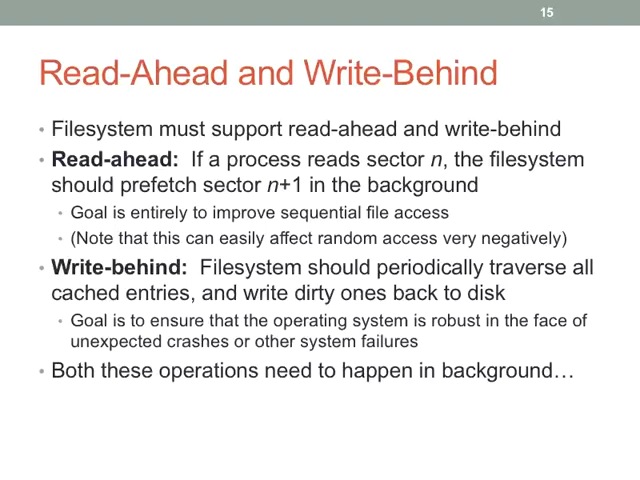 15
Read-Ahead and Write-Behind
• Filesystem must support read-ahead and write-behind
• Read-ahead:  If a process reads sector n, the filesystem
should prefetch sector n+1 in the background
• Goal is entirely to improve sequential file access
• (Note that this can easily affect random access very negatively)
• Write-behind:  Filesystem should periodically traverse all
cached entries, and write dirty ones back to disk
• Goal is to ensure that the operating system is robust in the face of
unexpected crashes or other system failures
• Both these operations need to happen in background…